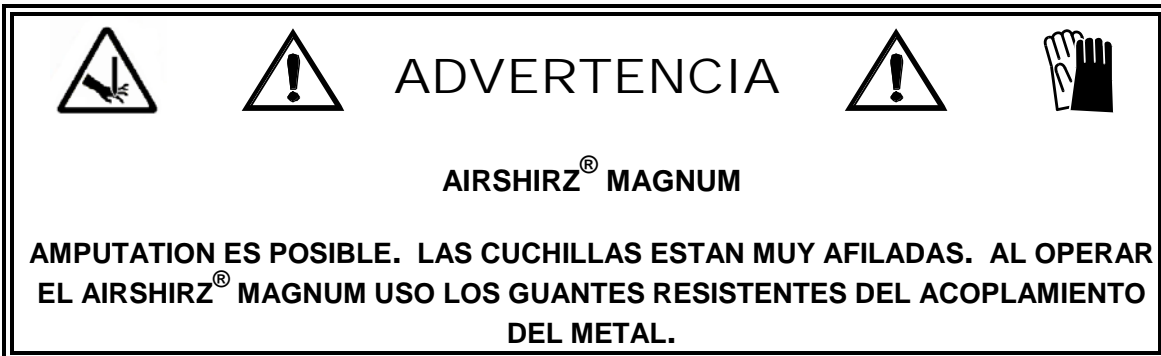 ADVERTENCIA
AIRSHIRZ® MAGNUM
AMPUTATION ES POSIBLE. LAS CUCHILLAS ESTAN MUY AFILADAS. AL OPERAR
EL AIRSHIRZ® MAGNUM USO LOS GUANTES RESISTENTES DEL ACOPLAMIENTO
DEL METAL.